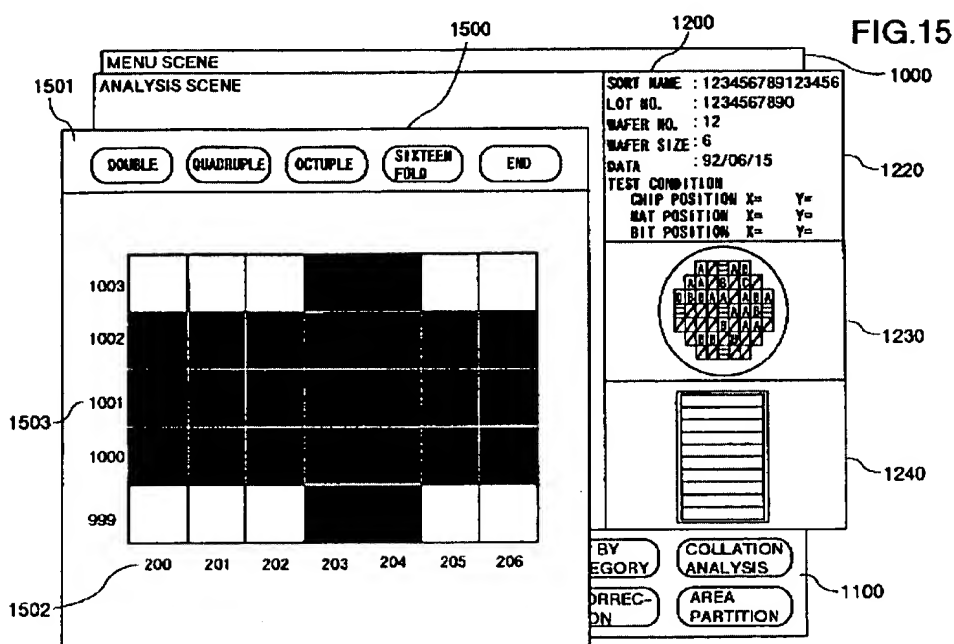 FIG.15
1500
1200
MENU SCENE
1000
ANALYSIS SCENE
1501
DOUBLE
QUADRUPLE
OCTUPLE
SIXTEEN
FOLD
END
SORT NAME : 123456789123456
LOT NO. : 1234567890
WAFER NO. : 12
WAFER SIZE : 6
DATA : 92/06/15
TEST CONDITION
CHIP POSITION X= Y=
MAT POSITION X= Y=
BIT POSITION X= Y=
1220
1230
1240
1003
1002
1001
1000
999
1503
200 201 202 203 204 205 206
1502
BY
EGORY
COLLATION
ANALYSIS
ORREC-
ON
AREA
PARTITION
1100